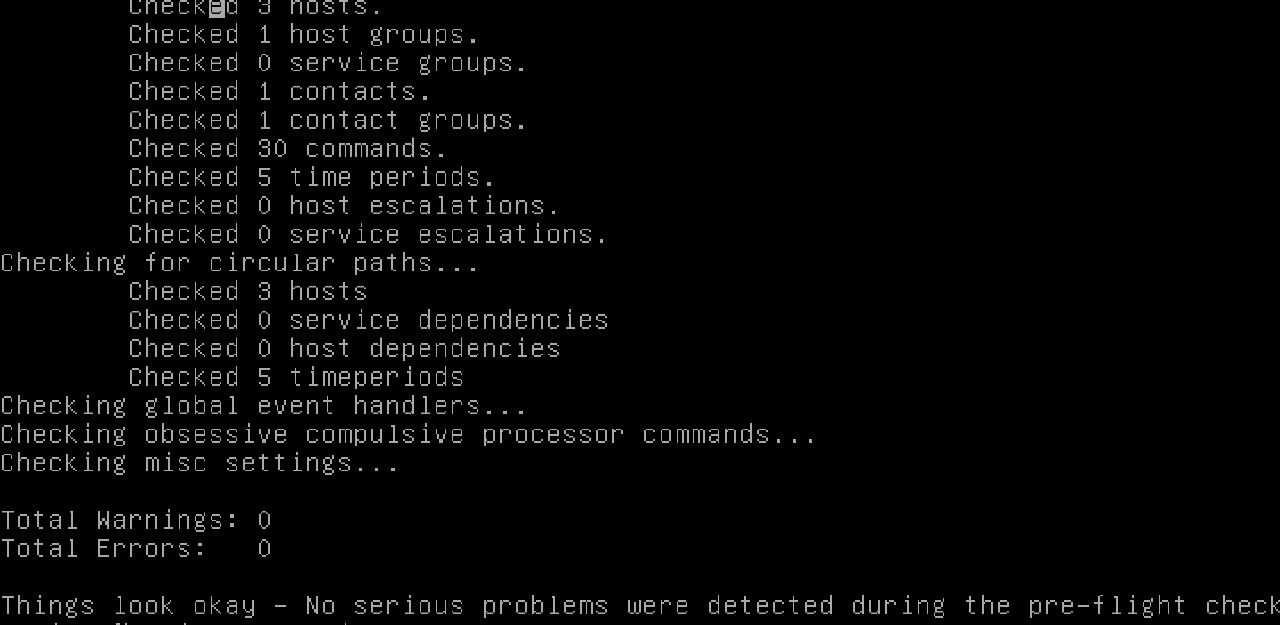 Checked 3 hosts.
Checked 1 host groups.
Checked 0 service groups.
Checked 1 contacts.
Checked 1 contact groups.
Checked 30 commands.
Checked 5 time periods.
Checked 0 host escalations.
Checked 0 service escalations.
Checking for circular paths...
Checked 3 hosts
Checked 0 service dependencies
Checked 0 host dependencies
Checked 5 timeperiods
Checking global event handlers...
Checking obsessive compulsive processor commands...
Checking misc settings...
Total Warnings: 0
Total Errors:   0
Things look okay - No serious problems were detected during the pre-flight check